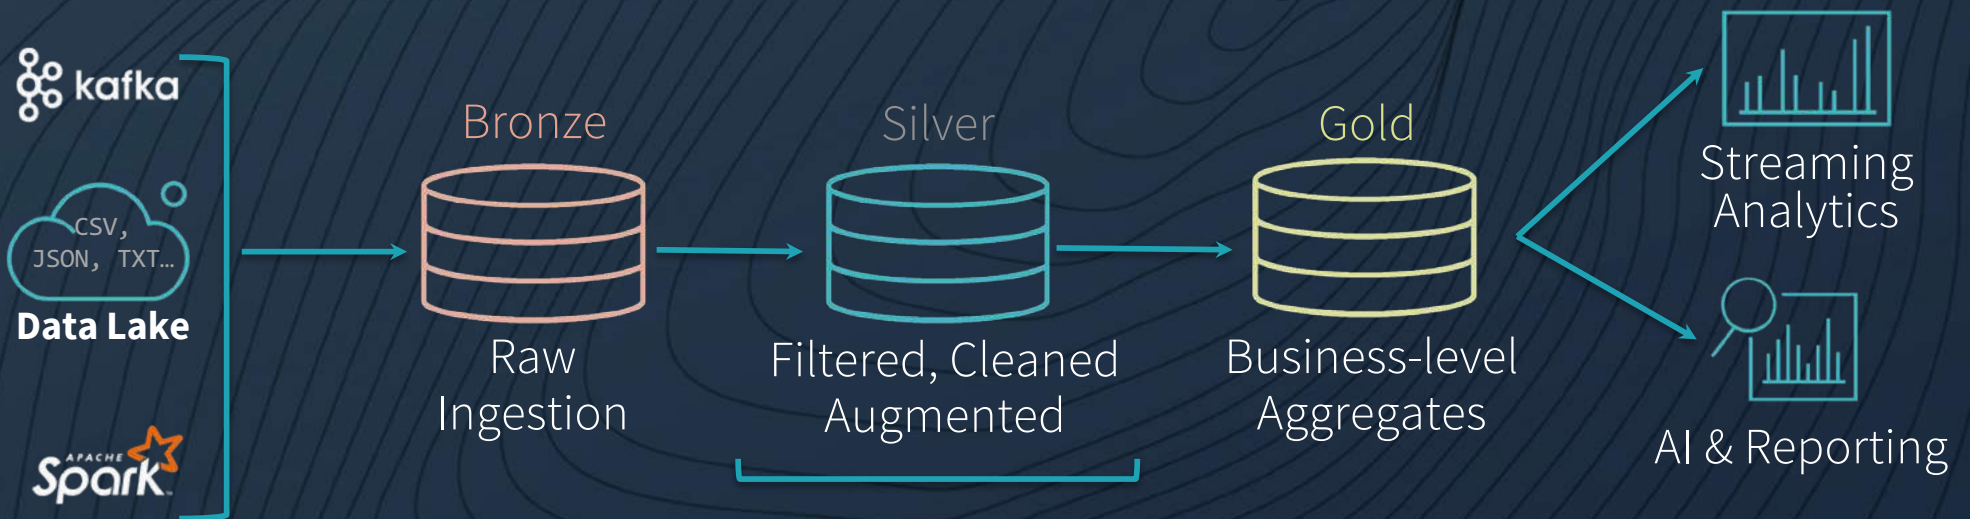 kafka
CSV,
JSON, TXT…
Data Lake
APACHE
Spark
Bronze
Raw
Ingestion
Silver
Filtered, Cleaned
Augmented
Gold
Business-level
Aggregates
Streaming
Analytics
AI & Reporting